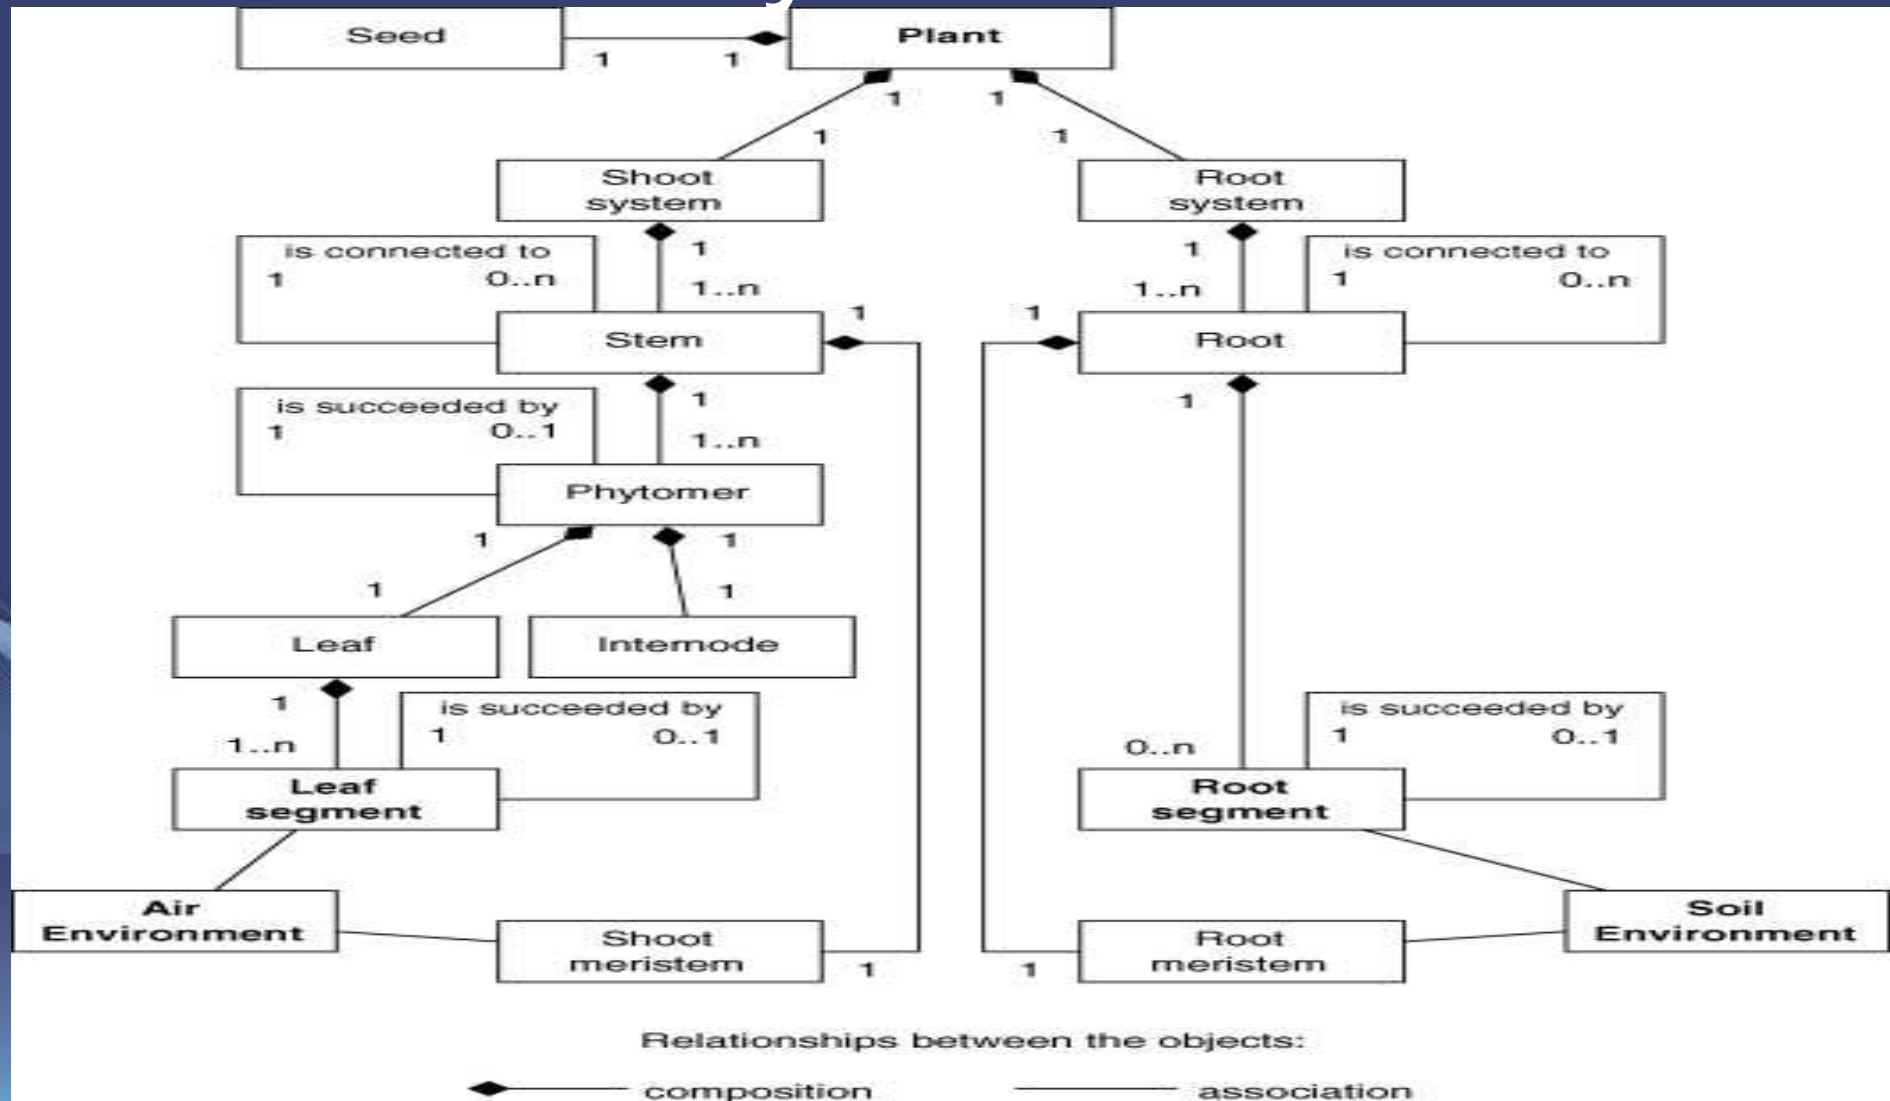 Seed
Plant
1
1
1
1
1
1
Shoot
system
Root
system
is connected to
1
0..n
1
1..n
1
1..n
is connected to
1
0..n
Stem
1
1
Root
is succeeded by
1
0..1
1
1..n
1
Phytomer
1
1
1
1
Leaf
Internode
1
1..n
is succeeded by
1
0..1
0..n
is succeeded by
1
0..1
Leaf
segment
Root
segment
Air
Environment
Shoot
meristem
1
1
Root
meristem
Soil
Environment
Relationships between the objects:
composition
association